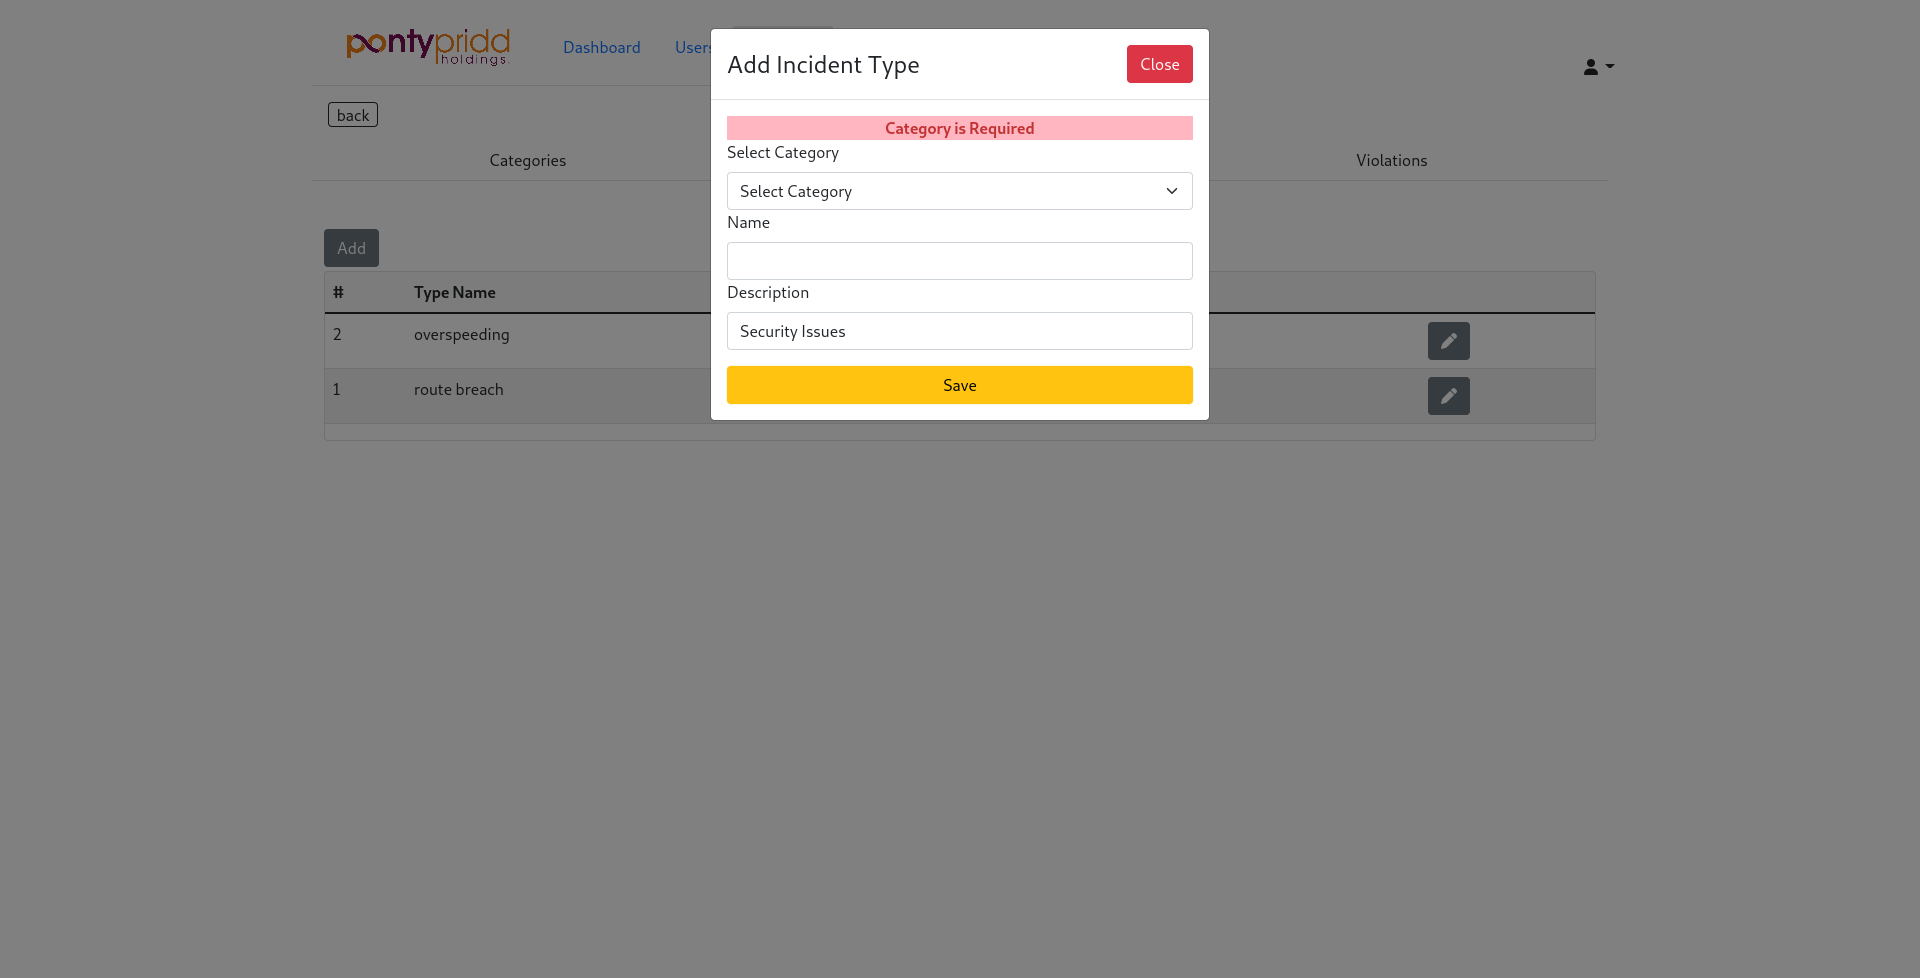 pontypridd
holdings.
Dashboard
Users
Add Incident Type
Close
back
Category is Required
Select Category
Categories
Violations
Select Category
Name
Add
Description
# Type Name
Security Issues
2 overspeeding
Save
1 route breach